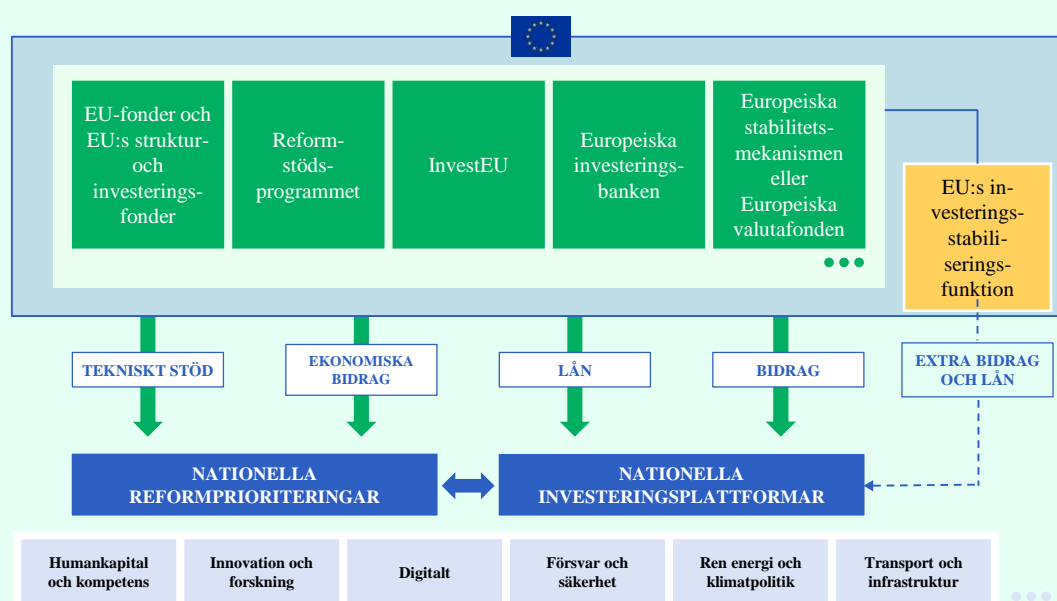 EU-fonder och
EU:s struktur-
och
investerings-
fonder
Reform-
stöds-
programmet
InvestEU
Europeiska
investerings-
banken
Europeiska
stabilitets-
mekanismen
eller
Europeiska
valutafonden
EU:s in-
vesterings-
stabili-
serings-
funktion
TEKNISKT STÖD
EKONOMISKA
BIDRAG
LÅN
BIDRAG
EXTRA BIDRAG
OCH LÅN
NATIONELLA
REFORMPRIORITERINGAR
NATIONELLA
INVESTERINGSPLATTFORMAR
Humankapital
och kompetens
Innovation och
forskning
Digitalt
Försvar och
säkerhet
Ren energi och
klimatpolitik
Transport och
infrastruktur